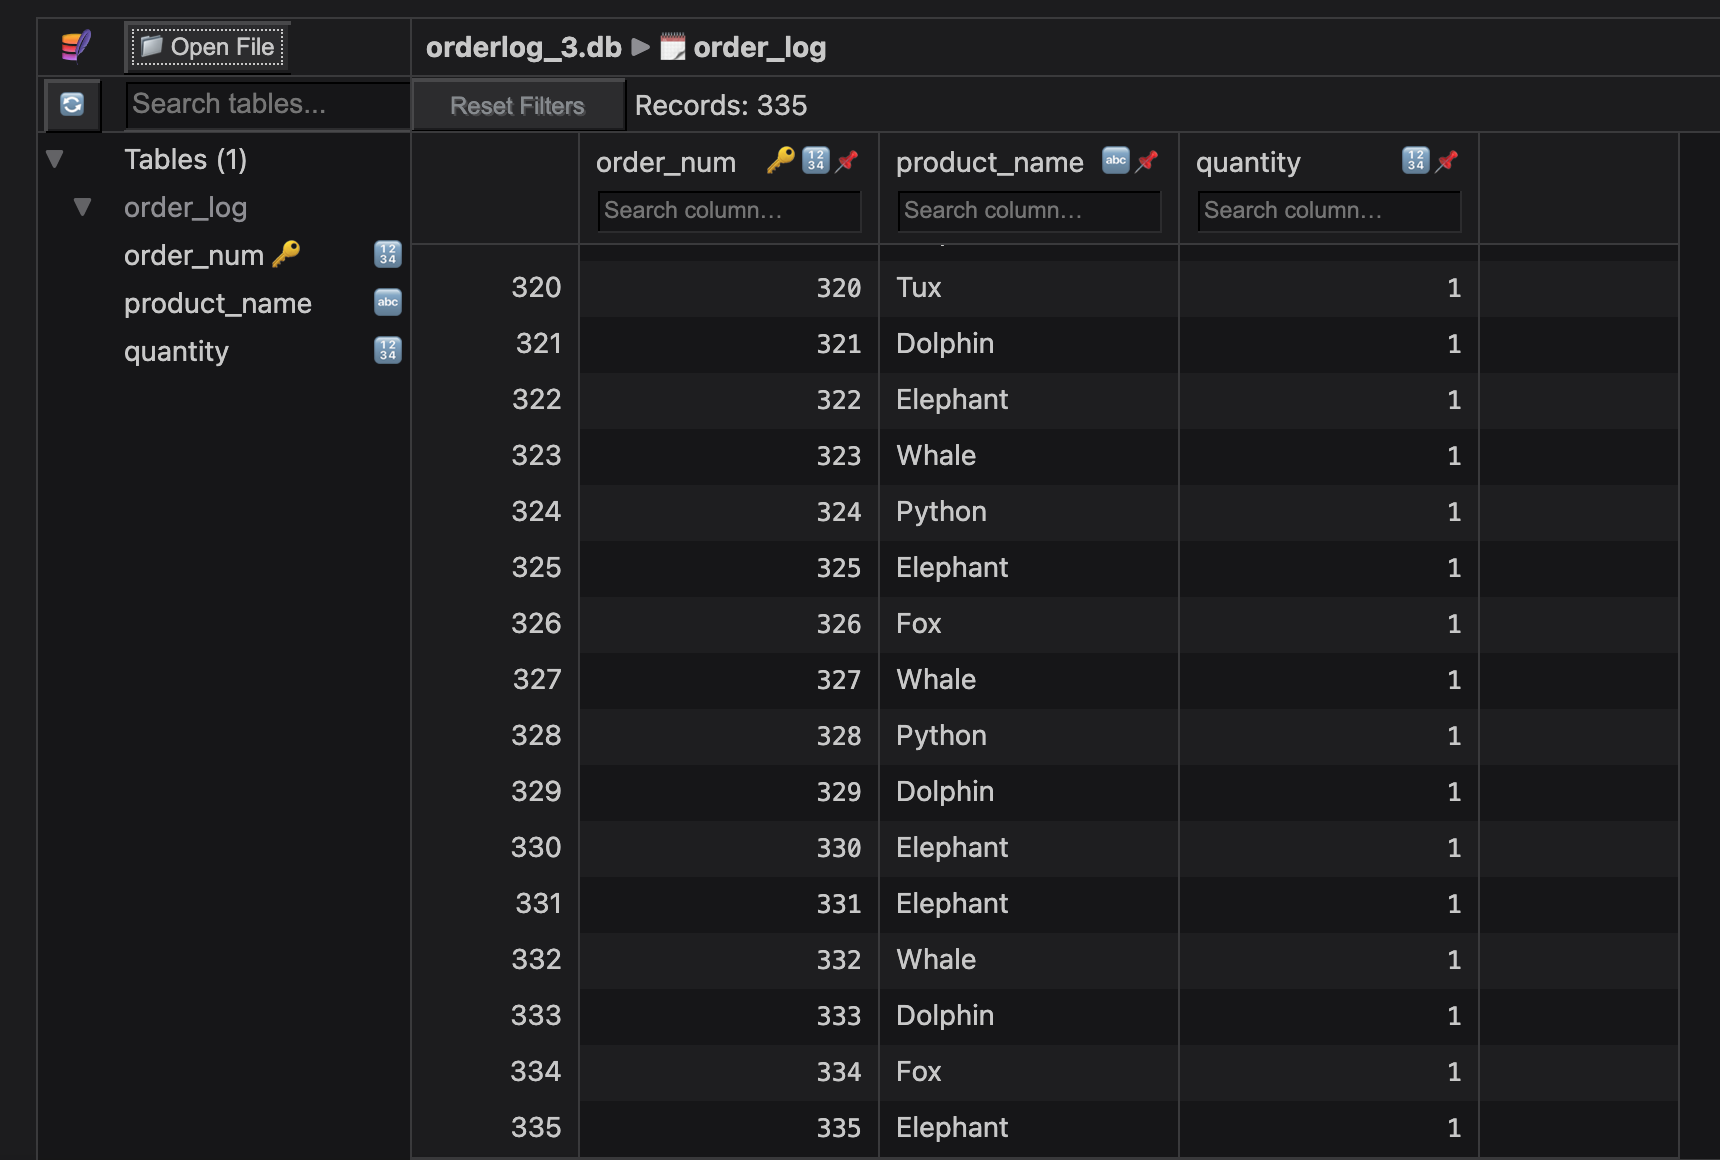 Open File orderlog_3.db ▶ order_log
Search tables... Reset Filters Records: 335
Tables (1)
order_log
order_num
product_name
quantity
order_num product_name quantity
Search column... Search column... Search column...
320 320 Tux 1
321 321 Dolphin 1
322 322 Elephant 1
323 323 Whale 1
324 324 Python 1
325 325 Elephant 1
326 326 Fox 1
327 327 Whale 1
328 328 Python 1
329 329 Dolphin 1
330 330 Elephant 1
331 331 Elephant 1
332 332 Whale 1
333 333 Dolphin 1
334 334 Fox 1
335 335 Elephant 1